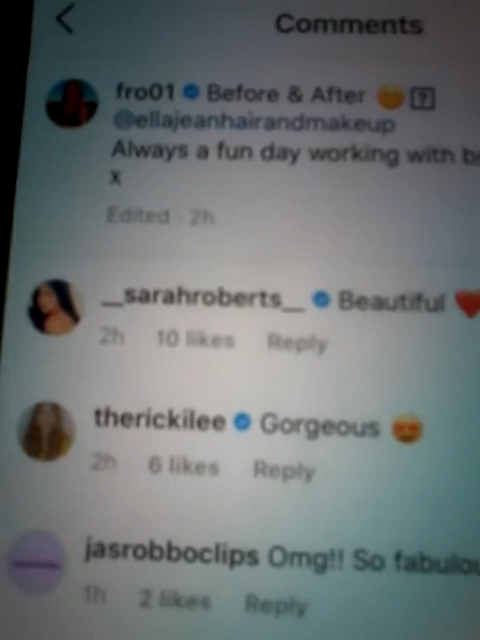 Comments
fro01 Before & After
@ellajeanhairandmakeup
Always a fun day working with
x
Edited · 2h
__sarahroberts__ Beautiful
2h 10 likes Reply
therickilee Gorgeous
2h 6 likes Reply
jasrobboclips Omg!! So
1h 2 likes Reply